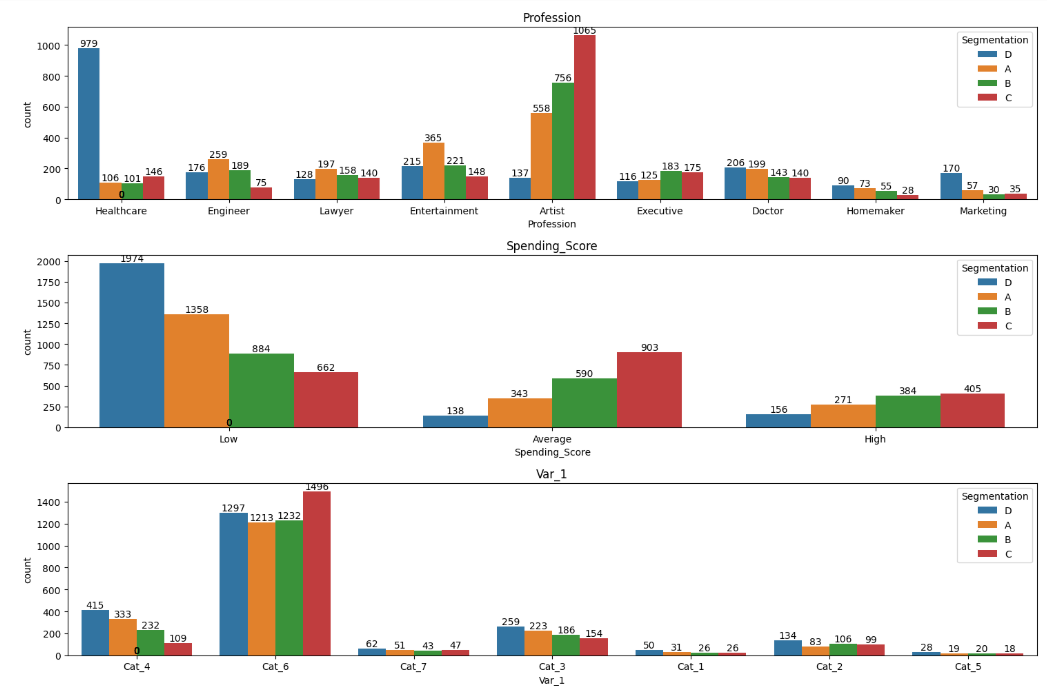 Profession
Segmentation
D
A
B
C
count
1000
800
600
400
200
0
979 106 101 146
0
176 259 189 75
128 197 158 140
215 365 221 148
137 558 756 1065
116 125 183 175
206 199 143 140
90 73 55 28
170 57 30 35
Healthcare Engineer Lawyer Entertainment Artist Executive Doctor Homemaker Marketing
Profession
Spending_Score
Segmentation
D
A
B
C
count
2000
1750
1500
1250
1000
750
500
250
0
1974 1358 884 662
0
138 343 590 903
156 271 384 405
Low Average High
Spending_Score
Var_1
Segmentation
D
A
B
C
count
1400
1200
1000
800
600
400
200
0
415 333 232 109
0
1297 1213 1232 1496
62 51 43 47
259 223 186 154
50 31 26 26
134 83 106 99
28 19 20 18
Cat_4 Cat_6 Cat_7 Cat_3 Cat_1 Cat_2 Cat_5
Var_1